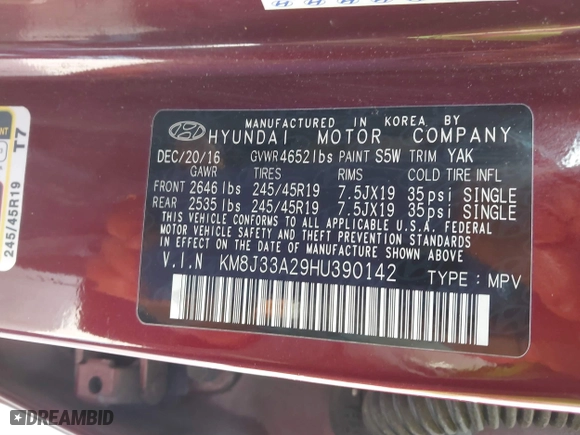 MANUFACTURED IN KOREA BY
HYUNDAI MOTOR COMPANY
DEC/20/16 GVWR 4652lbs PAINT S5W TRIM YAK
GAWR TIRES RIMS COLD TIRE INFL
FRONT 2646 lbs 245/45R19 7.5JX19 35psi SINGLE
REAR 2535 lbs 245/45R19 7.5JX19 35psi SINGLE
THIS VEHICLE CONFORMS TO ALL APPLICABLE U.S.A. FEDERAL
MOTOR VEHICLE SAFETY AND THEFT PREVENTION STANDARDS
IN EFFECT ON THE DATE OF MANUFACTURE SHOWN ABOVE
V.I.N KM8J33A29HU390142 TYPE: MPV
245/45R19 T7
DREAMBID